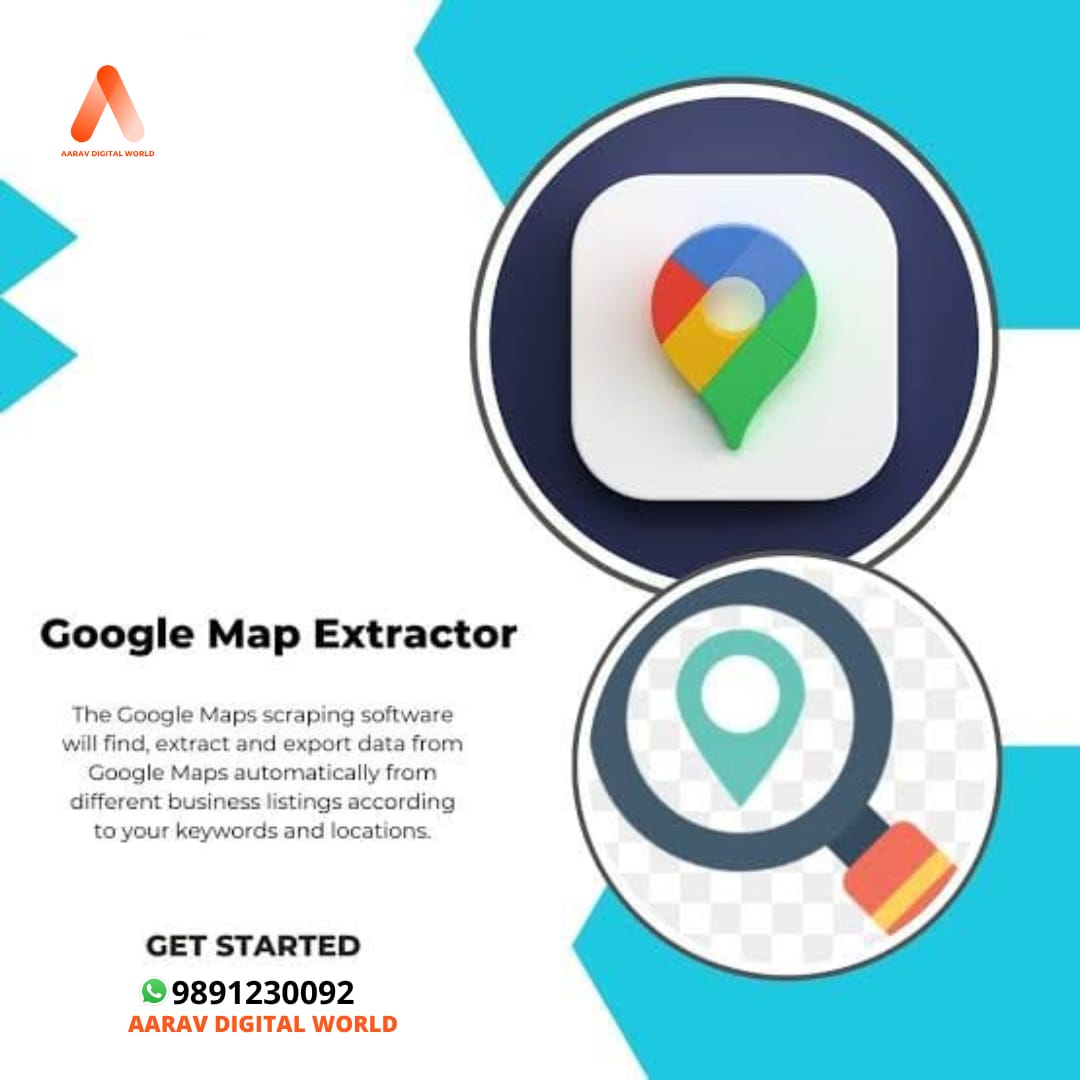 AARAV DIGITAL WORLD
Google Map Extractor
The Google Maps scraping software
will find, extract and export data from
Google Maps automatically from
different business listings according
to your keywords and locations.
GET STARTED
9891230092
AARAV DIGITAL WORLD